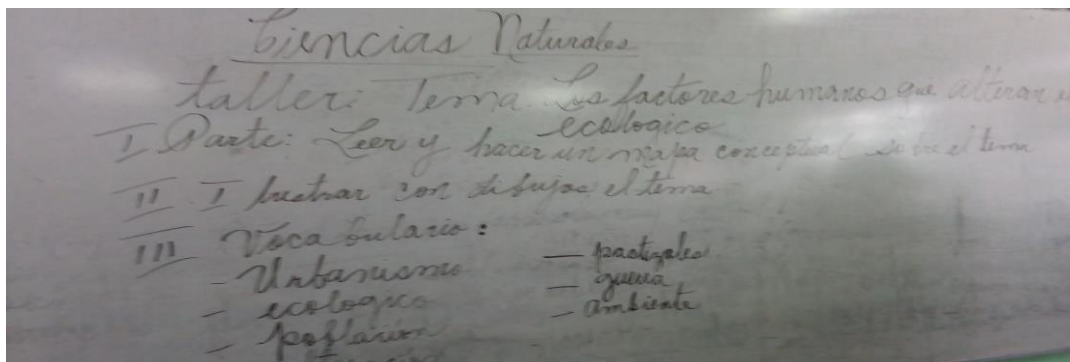 Ciencias Naturales
taller: Tema Los factores humanos que alteran
ecologico
I Parte: Leer y hacer un mapa conceptual sobre el tema
II Ilustrar con dibujos el tema
III Vocabulario:
- Urbanismo
- ecologico
- poblacion
- pastizales
- guerra
- ambiente